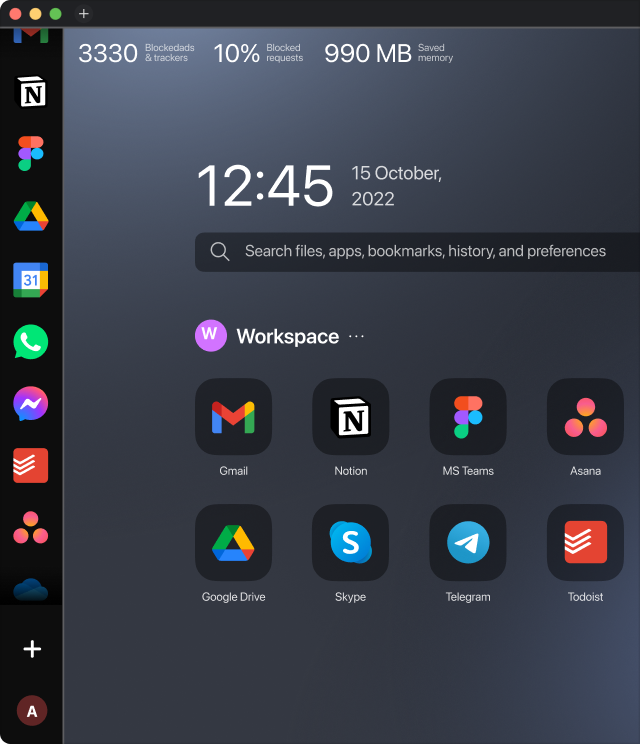 3330 Blockedads & trackers 10% Blocked requests 990 MB Saved memory
12:45 15 October, 2022
Search files, apps, bookmarks, history, and preferences
31
W Workspace ...
N
Gmail Notion MS Teams Asana
S
Google Drive Skype Telegram Todoist
A